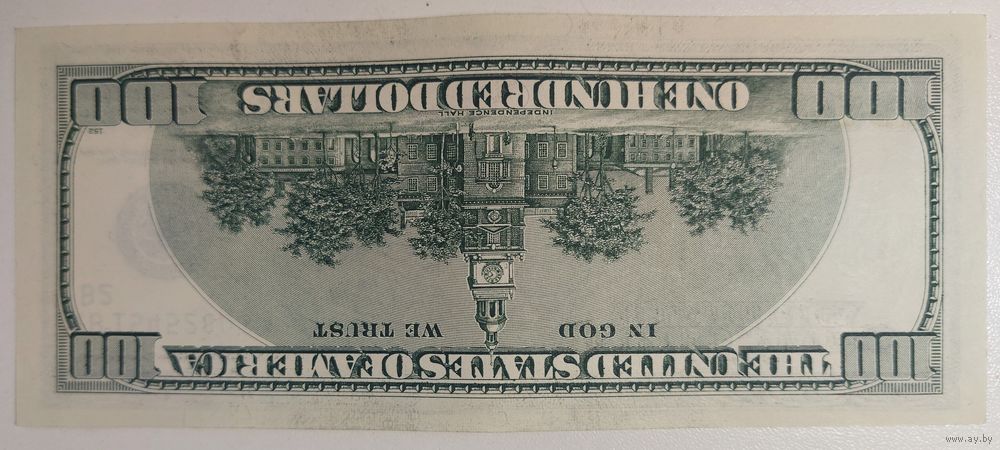 THE UNITED STATES OF AMERICA
100 100
IN GOD WE TRUST
INDEPENDENCE HALL
152
100 ONE HUNDRED DOLLARS 100
www.ay.by